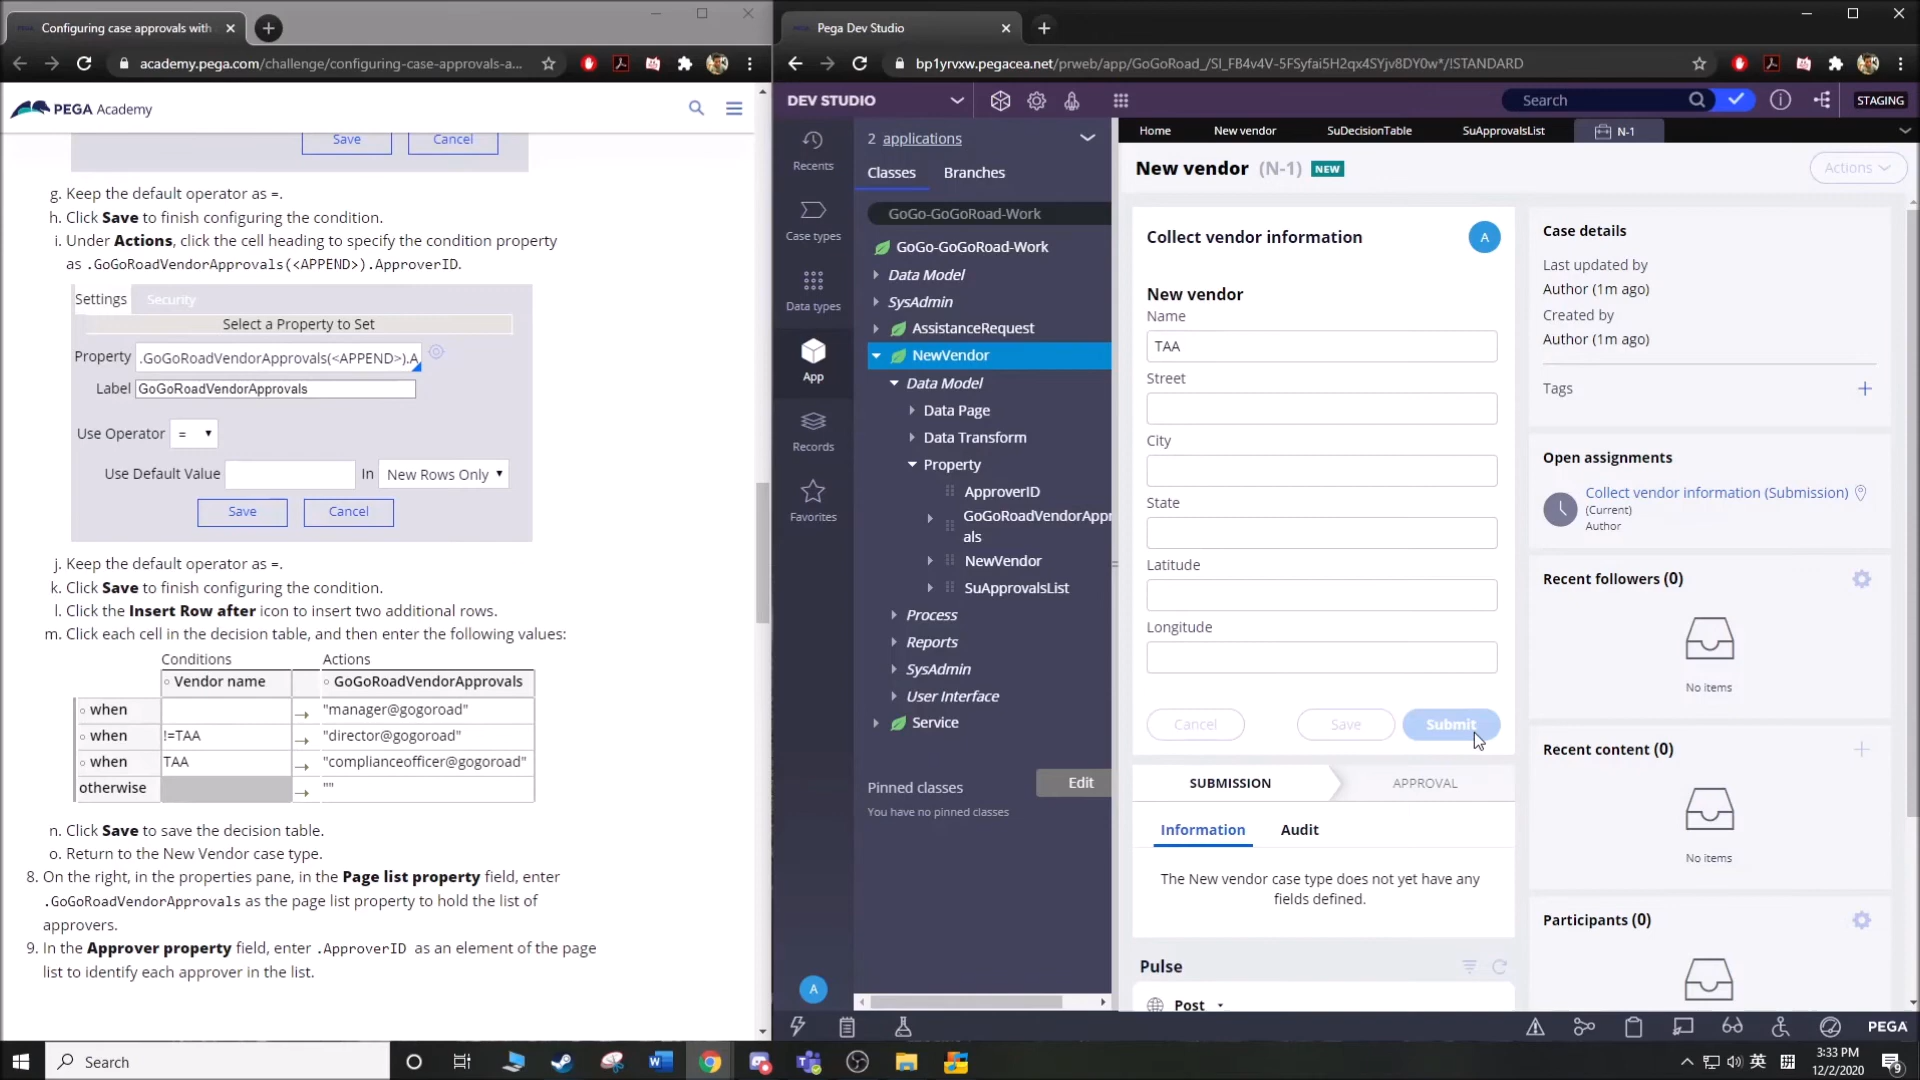 Configuring case approvals with
academy.pega.com/challenge/configuring-case-approvals-a...
PEGA Academy
Save
Cancel
g. Keep the default operator as =.
h. Click Save to finish configuring the condition.
i. Under Actions, click the cell heading to specify the condition property
as .GoGoRoadVendorApprovals(<APPEND>).ApproverID.
Settings
Security
Select a Property to Set
Property .GoGoRoadVendorApprovals(<APPEND>).A
Label GoGoRoadVendorApprovals
Use Operator =
Use Default Value In New Rows Only
Save
Cancel
j. Keep the default operator as =.
k. Click Save to finish configuring the condition.
l. Click the Insert Row after icon to insert two additional rows.
m. Click each cell in the decision table, and then enter the following values:
Conditions Actions
Vendor name GoGoRoadVendorApprovals
when "manager@gogoroad"
when !=TAA "director@gogoroad"
when TAA "complianceofficer@gogoroad"
otherwise ""
n. Click Save to save the decision table.
o. Return to the New Vendor case type.
8. On the right, in the properties pane, in the Page list property field, enter
.GoGoRoadVendorApprovals as the page list property to hold the list of
approvers.
9. In the Approver property field, enter .ApproverID as an element of the page
list to identify each approver in the list.
Pega Dev Studio
bp1yrvxw.pegacea.net/prweb/app/GoGoRoad_/SI_FB4v4V-5FSyfai5H2qx4SYjv8DY0w*/!STANDARD
DEV STUDIO
Search
STAGING
Recents
Case types
Data types
App
Records
Favorites
A
2 applications
Classes
Branches
GoGo-GoGoRoad-Work
GoGo-GoGoRoad-Work
Data Model
SysAdmin
AssistanceRequest
NewVendor
Data Model
Data Page
Data Transform
Property
ApproverID
GoGoRoadVendorAppr
als
NewVendor
SuApprovalsList
Process
Reports
SysAdmin
User Interface
Service
Pinned classes
Edit
You have no pinned classes
Home
New vendor
SuDecisionTable
SuApprovalsList
N-1
New vendor (N-1) NEW
Actions
Collect vendor information
A
New vendor
Name
TAA
Street
City
State
Latitude
Longitude
Cancel
Save
Submit
SUBMISSION
APPROVAL
Information
Audit
The New vendor case type does not yet have any
fields defined.
Pulse
Post
Case details
Last updated by
Author (1m ago)
Created by
Author (1m ago)
Tags
Open assignments
Collect vendor information (Submission)
(Current)
Author
Recent followers (0)
No items
Recent content (0)
No items
Participants (0)
PEGA
Search
英
3:33 PM
12/2/2020
9